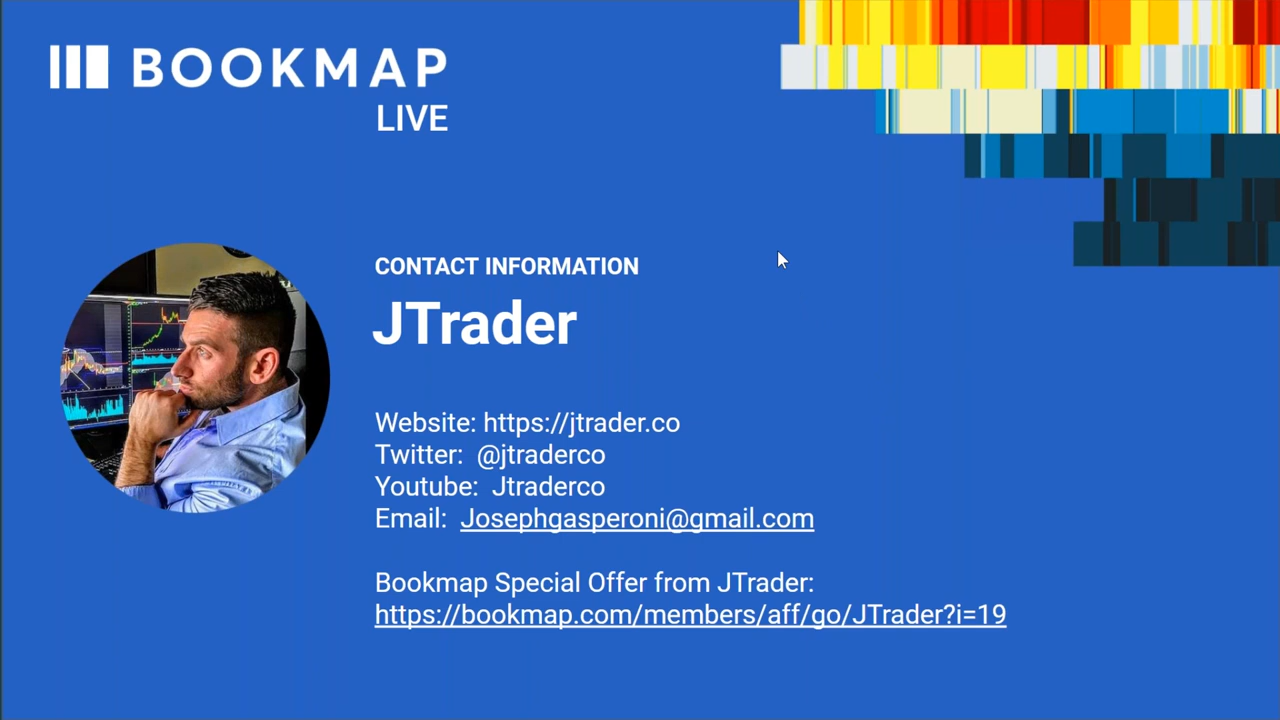 BOOKMAP
LIVE
CONTACT INFORMATION
JTrader
Website: https://jtrader.co
Twitter: @jtraderco
Youtube: Jtraderco
Email: Josephgasperoni@gmail.com
Bookmap Special Offer from JTrader:
https://bookmap.com/members/aff/go/JTrader?i=19